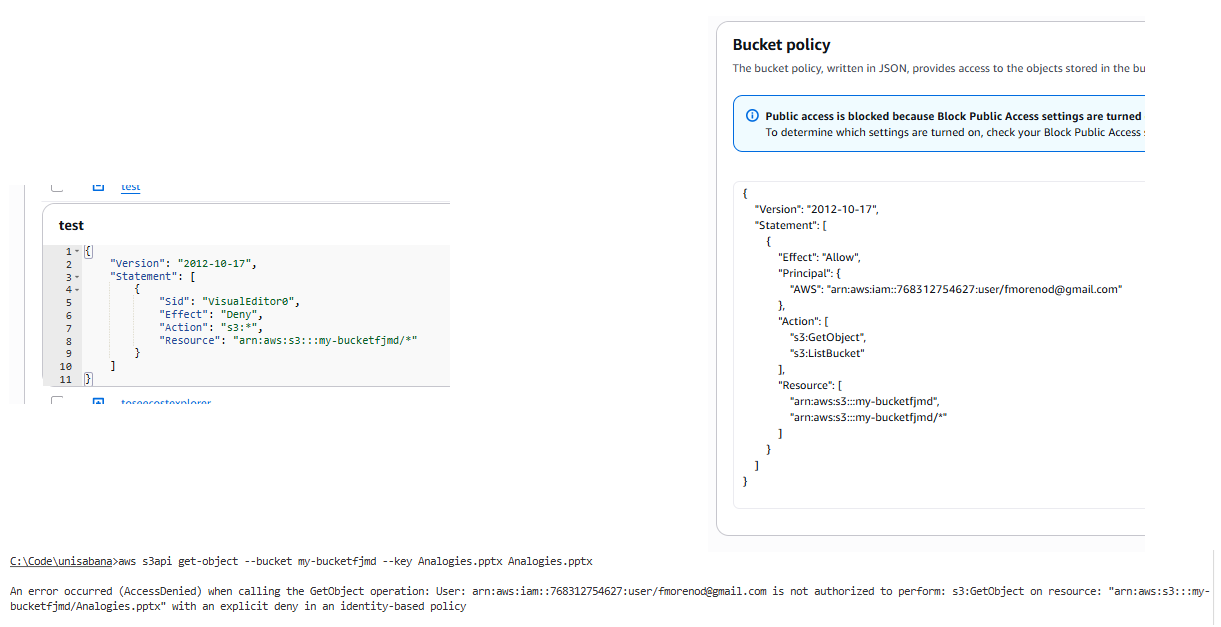 Bucket policy
The bucket policy, written in JSON, provides access to the objects stored in the bu
Public access is blocked because Block Public Access settings are turned
To determine which settings are turned on, check your Block Public Access
{
"Version": "2012-10-17",
"Statement": [
{
"Effect": "Allow",
"Principal": {
"AWS": "arn:aws:iam::768312754627:user/fmorenod@gmail.com"
},
"Action": [
"s3:GetObject",
"s3:ListBucket"
],
"Resource": [
"arn:aws:s3:::my-bucketfjmd",
"arn:aws:s3:::my-bucketfjmd/*"
]
}
]
}
test
test
1 {
2 "Version": "2012-10-17",
3 "Statement": [
4 {
5 "Sid": "VisualEditor0",
6 "Effect": "Deny",
7 "Action": "s3:*",
8 "Resource": "arn:aws:s3:::my-bucketfjmd/*"
9 }
10 ]
11 }
toseecostexplorer
C:\Code\unisabana>aws s3api get-object --bucket my-bucketfjmd --key Analogies.pptx Analogies.pptx
An error occurred (AccessDenied) when calling the GetObject operation: User: arn:aws:iam::768312754627:user/fmorenod@gmail.com is not authorized to perform: s3:GetObject on resource: "arn:aws:s3:::my-
bucketfjmd/Analogies.pptx" with an explicit deny in an identity-based policy